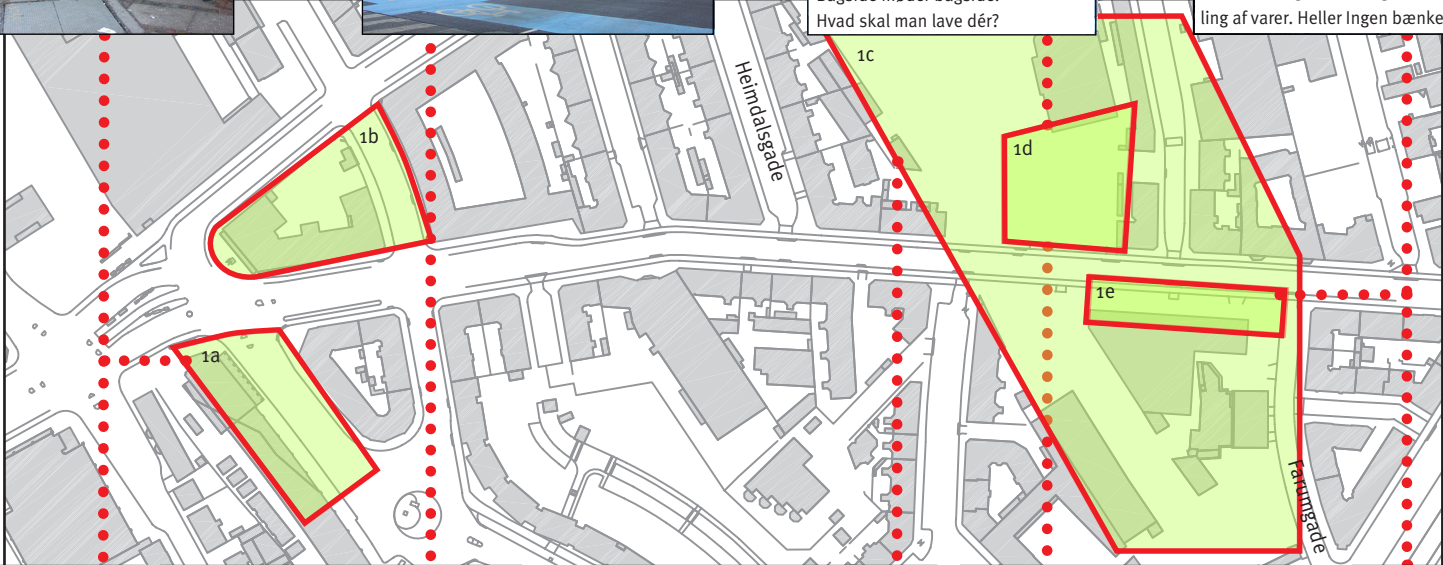 Hvad skal man lave dér?
ling af varer. Heller Ingen bænke
1c
Heimdalsgade
1b
1d
1e
1a
Farumgade